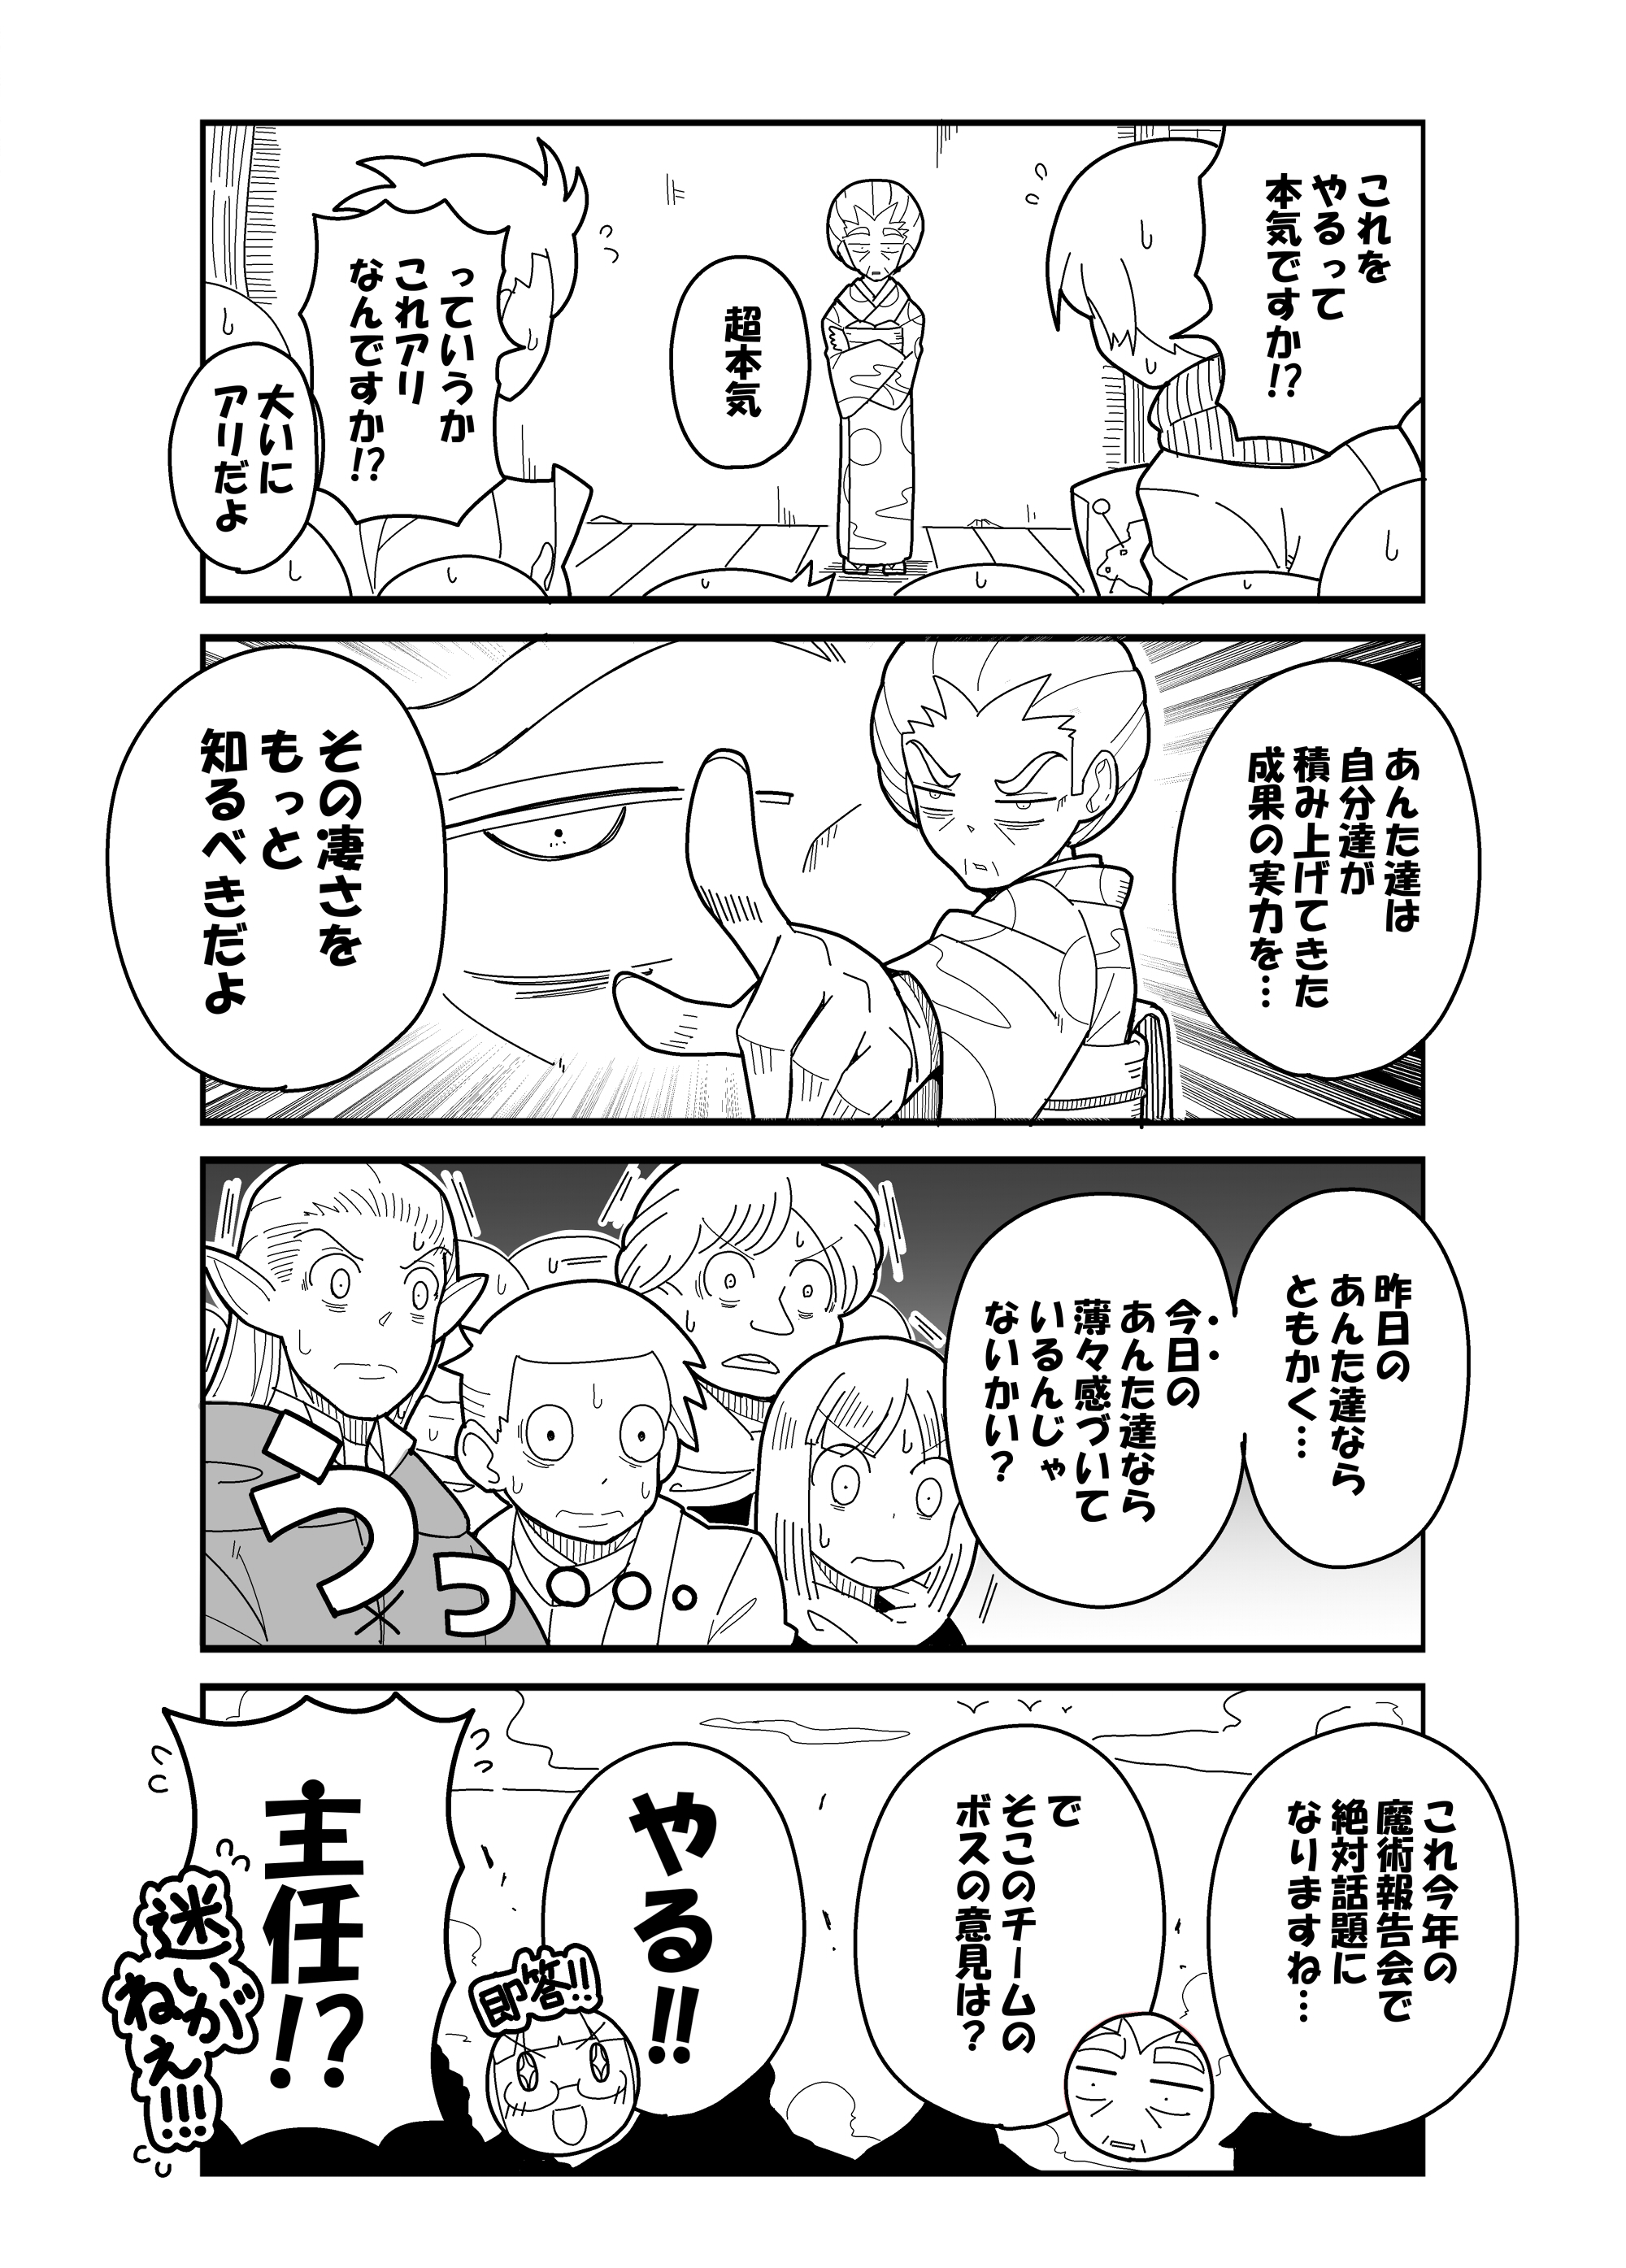 これを
やるって
本気ですか!?
超本気
っていうか
これアリ
なんですか!?
大いに
アリだよ
あんた達は
自分達が
積み上げてきた
成果の実力を…
その凄さを
もっと
知るべきだよ
昨日の
あんた達なら
ともかく…
今日の
あんた達なら
薄々感づいて
いるんじゃ
ないかい?
うっ
これ今年の
魔術報告会で
絶対話題に
なりますね…
で
そこのチームの
ボスの意見は?
やる!!
即答!!
主任!?
迷いが
ねえ!!!